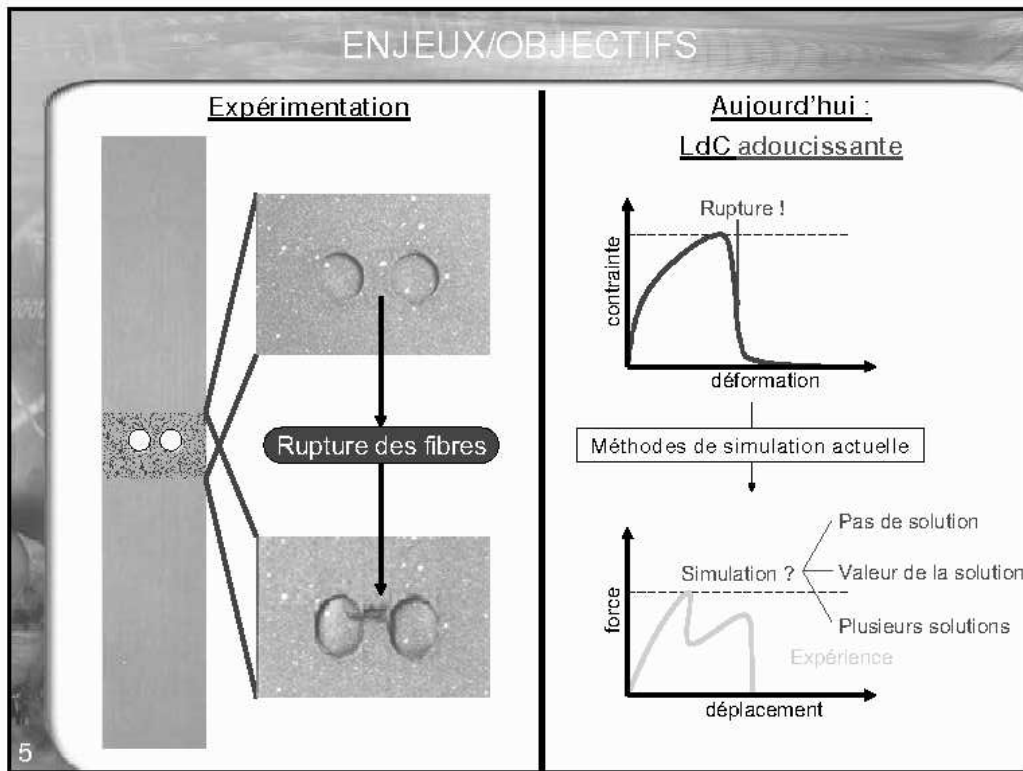 ENJEUX/OBJECTIFS
Expérimentation
Rupture des fibres
Aujourd'hui :
LdC adoucissante
Rupture !
contrainte
déformation
Méthodes de simulation actuelle
Pas de solution
Simulation ?
Valeur de la solution
Plusieurs solutions
Expérience
force
déplacement
5